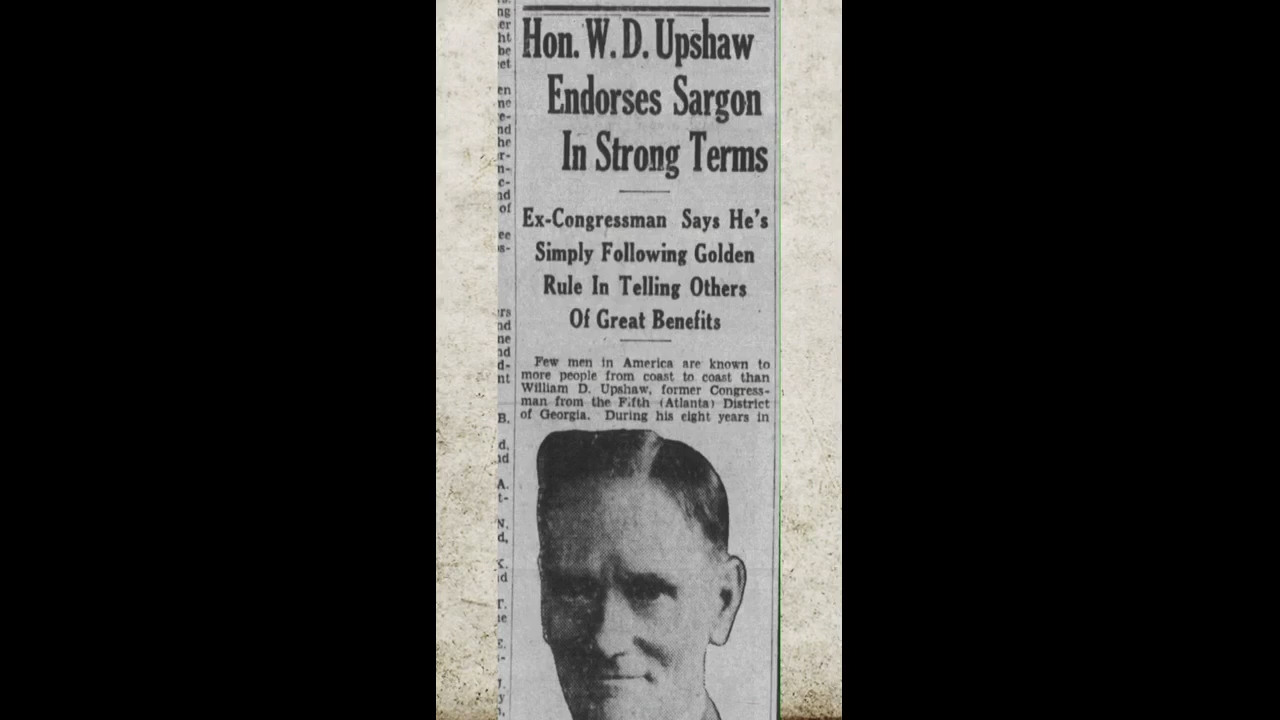 Hon. W. D. Upshaw
Endorses Sargon
In Strong Terms
Ex-Congressman Says He's
Simply Following Golden
Rule In Telling Others
Of Great Benefits
Few men in America are known to
more people from coast to coast than
William D. Upshaw, former Congress-
man from the Fifth (Atlanta) District
of Georgia. During his eight years in